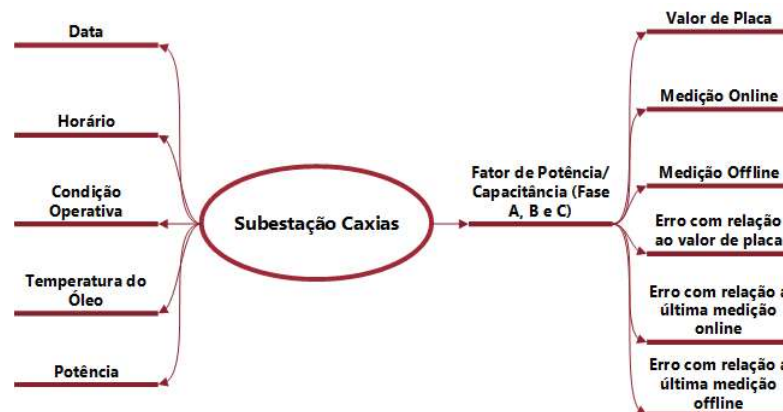 Data
Horário
Condição
Operativa
Temperatura do
Óleo
Potência
Subestação Caxias
Fator de Potência/
Capacitância (Fase
A, B e C)
Valor de Placa
Medição Online
Medição Offline
Erro com relação
ao valor de placa
Erro com relação a
última medição
online
Erro com relação a
última medição
offline